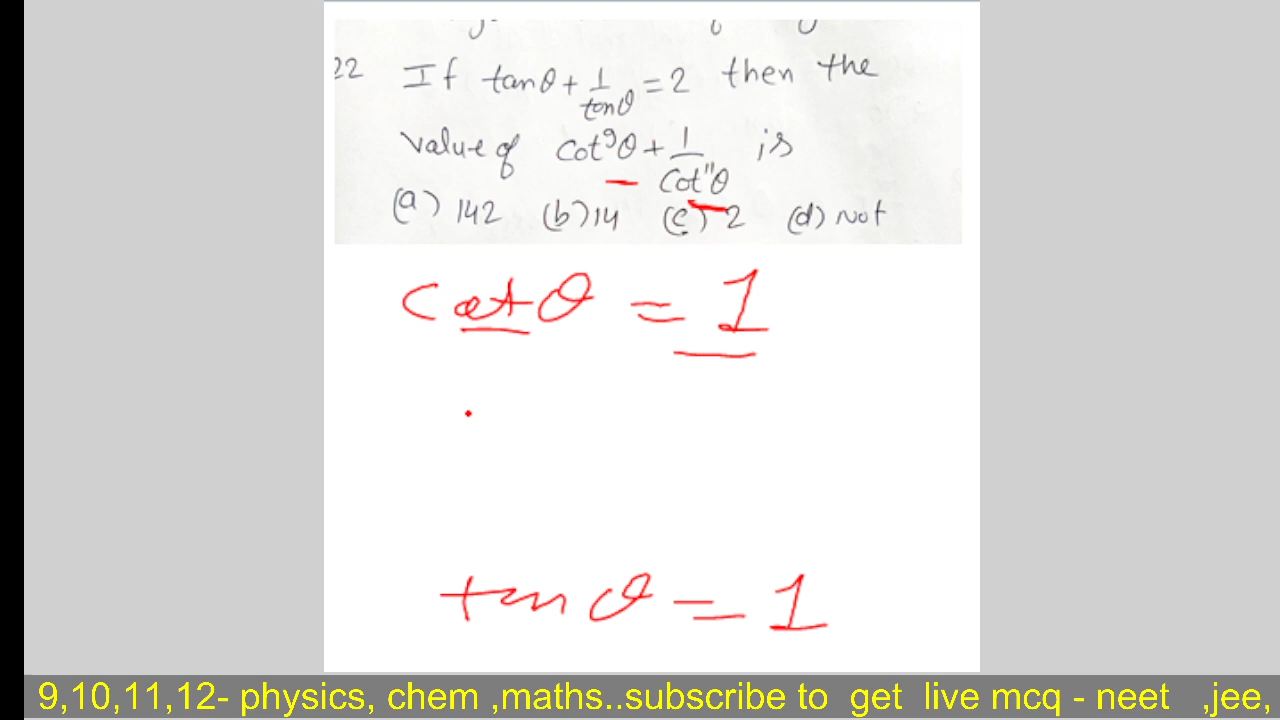 22 If tanθ + 1/tanθ = 2 then the
value of cot⁹θ + 1/cot¹¹θ is
(a) 142 (b) 14 (c) 2 (d) not
cotθ = 1
tanθ = 1
9,10,11,12- physics, chem ,maths..subscribe to get live mcq - neet ,jee,